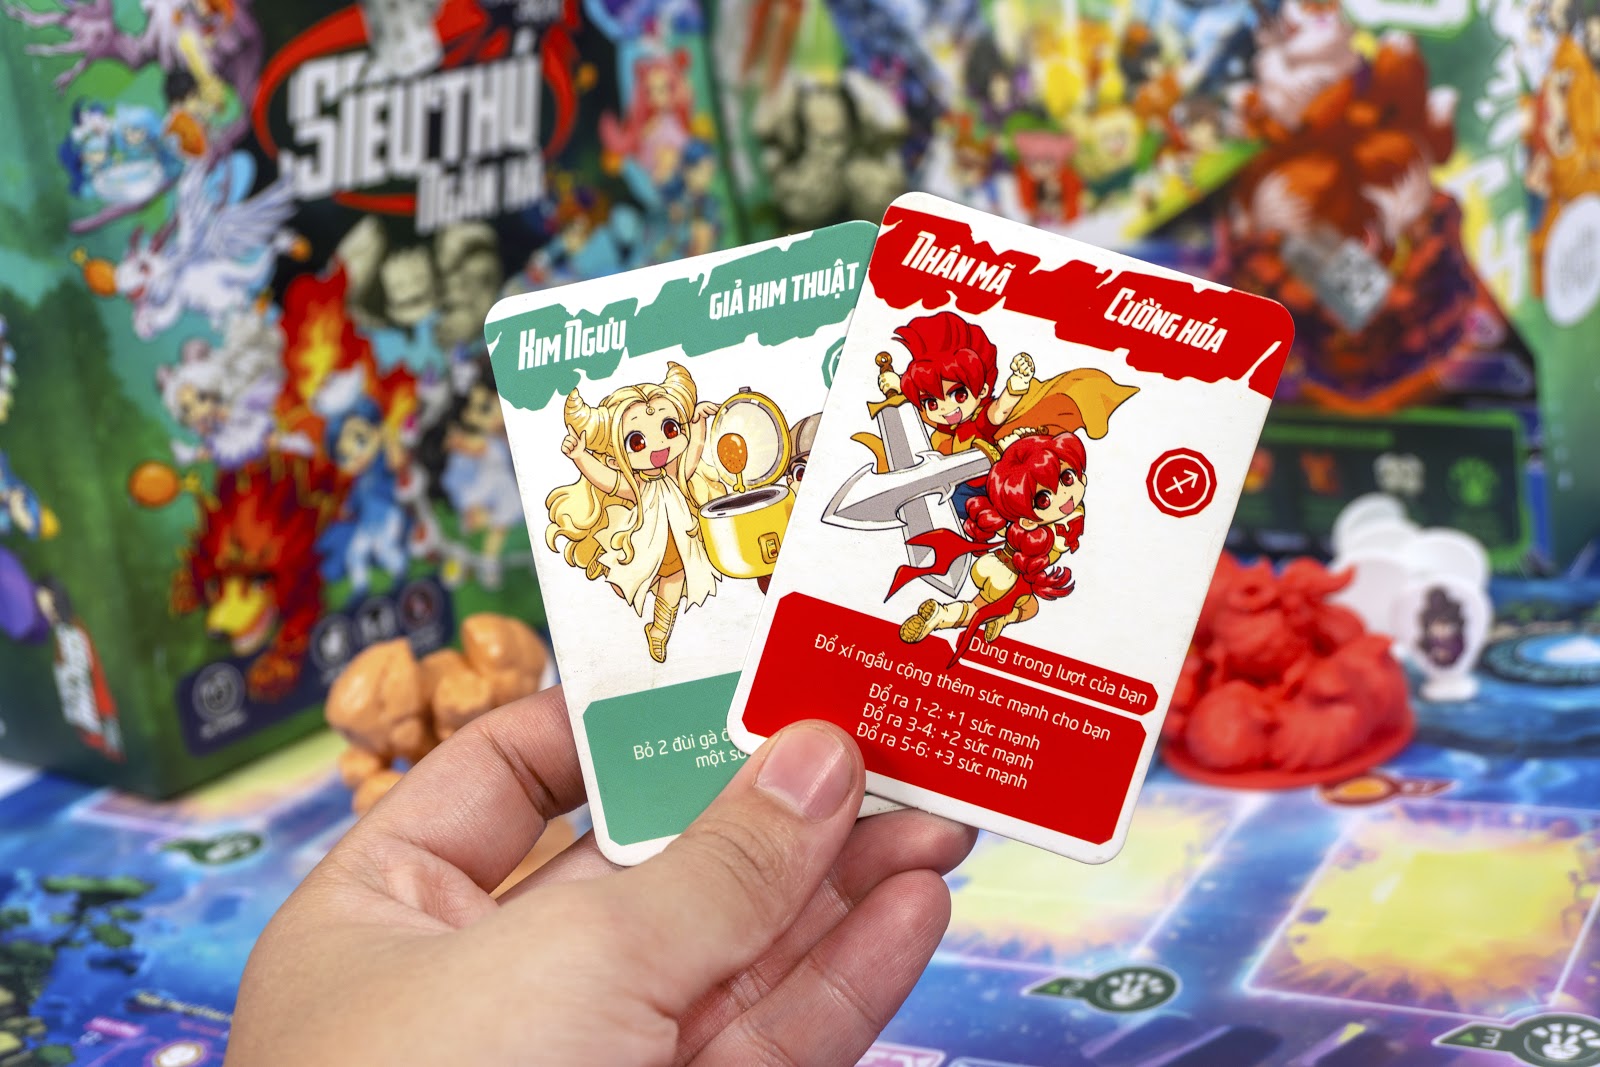 SIÊU THÚ
NGÂN HÀ
KIM NGƯU
GIẢ KIM THUẬT
Bỏ 2 đùi gà
một
NHÂN MÃ
CƯỜNG HÓA
Dùng trong lượt của bạn
Đổ xí ngầu cộng thêm sức mạnh cho bạn
Đổ ra 1-2: +1 sức mạnh
Đổ ra 3-4: +2 sức mạnh
Đổ ra 5-6: +3 sức mạnh